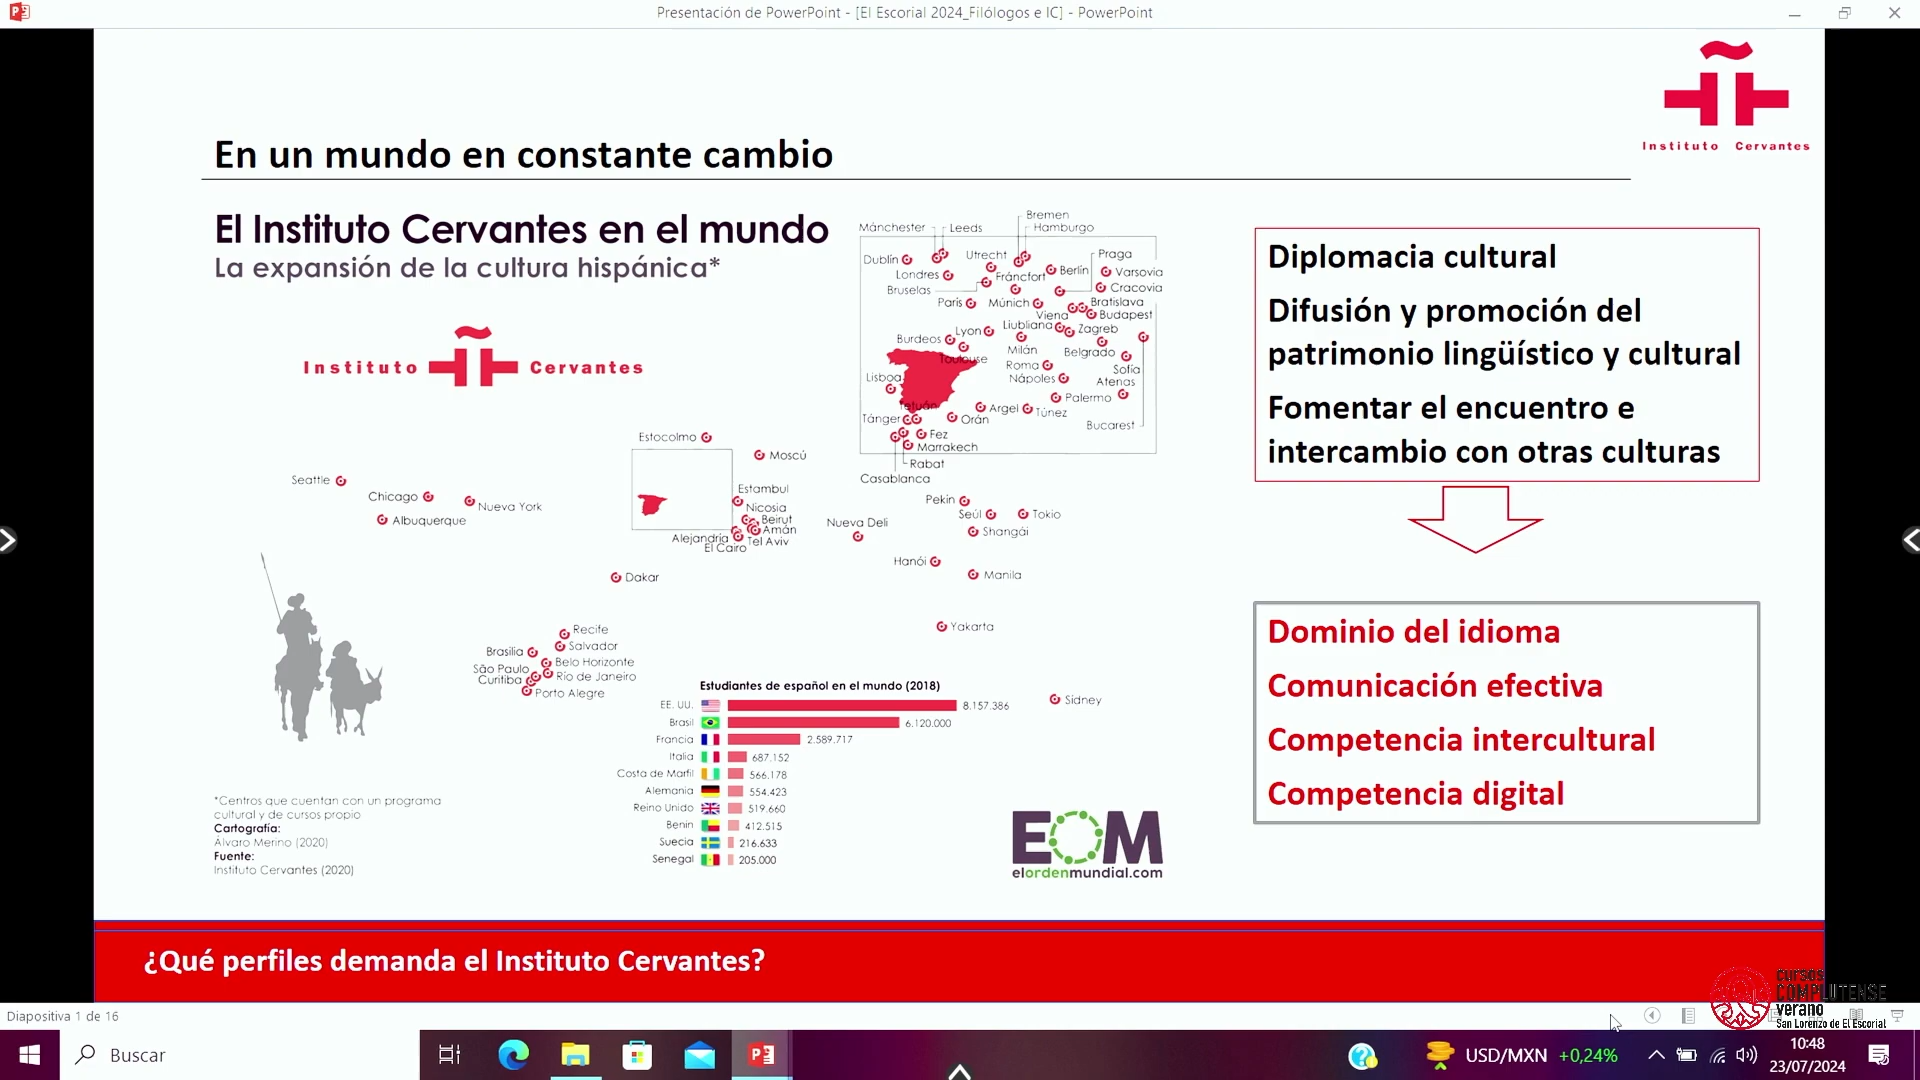 Presentación de PowerPoint - [El Escorial 2024_Filólogos e IC] - PowerPoint
Instituto Cervantes
En un mundo en constante cambio
El Instituto Cervantes en el mundo
La expansión de la cultura hispánica*
Instituto Cervantes
Bremen
Mánchester
Leeds
Hamburgo
Dublín
Utrecht
Praga
Londres
Fráncfort
Berlín
Varsovia
Bruselas
Cracovia
París
Múnich
Bratislava
Viena
Budapest
Lyon
Liubliana
Zagreb
Burdeos
Toulouse
Milán
Belgrado
Roma
Sofía
Lisboa
Nápoles
Atenas
Palermo
Tetuán
Tánger
Orán
Argel
Túnez
Bucarest
Fez
Marrakech
Rabat
Casablanca
Estocolmo
Moscú
Seattle
Chicago
Nueva York
Albuquerque
Estambul
Nicosia
Beirut
Amán
Alejandría
Tel Aviv
El Cairo
Nueva Deli
Pekín
Seúl
Tokio
Shangái
Hanói
Manila
Dakar
Yakarta
Recife
Salvador
Brasilia
Belo Horizonte
São Paulo
Río de Janeiro
Curitiba
Porto Alegre
Sídney
Estudiantes de español en el mundo (2018)
EE. UU. 8.157.386
Brasil 6.120.000
Francia 2.589.717
Italia 687.152
Costa de Marfil 566.178
Alemania 554.423
Reino Unido 519.660
Benín 412.515
Suecia 216.633
Senegal 205.000
*Centros que cuentan con un programa
cultural y de cursos propio
Cartografía:
Álvaro Merino (2020)
Fuente:
Instituto Cervantes (2020)
EOM
elordenmundial.com
Diplomacia cultural
Difusión y promoción del
patrimonio lingüístico y cultural
Fomentar el encuentro e
intercambio con otras culturas
Dominio del idioma
Comunicación efectiva
Competencia intercultural
Competencia digital
¿Qué perfiles demanda el Instituto Cervantes?
cursos
COMPLUTENSE
verano
San Lorenzo de El Escorial
Diapositiva 1 de 16
Buscar
USD/MXN +0,24%
10:48
23/07/2024